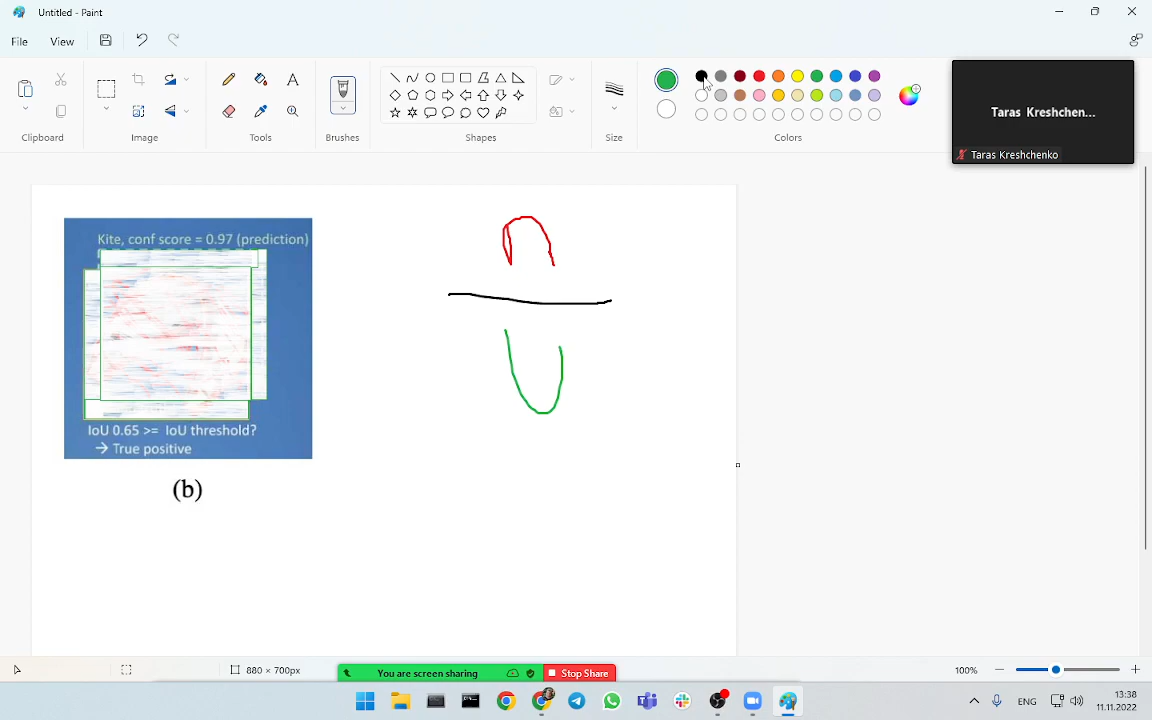 Untitled - Paint
File View
Clipboard
Image
Tools
Brushes
Shapes
Size
Colors
Taras Kreshchen...
Taras Kreshchenko
Kite, conf score = 0.97 (prediction)
IoU 0.65 >= IoU threshold?
→ True positive
(b)
880 × 700px
You are screen sharing
Stop Share
100%
ENG
13:38
11.11.2022